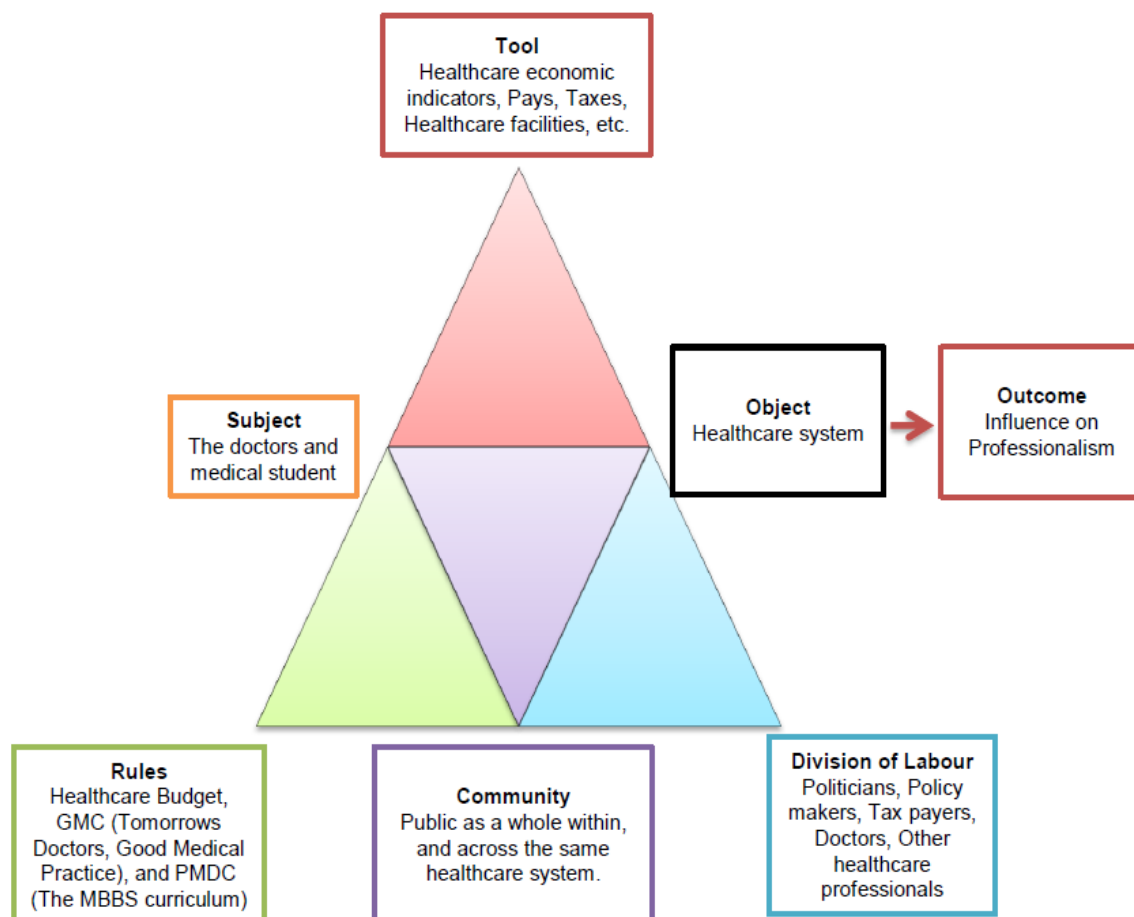 Tool
Healthcare economic
indicators, Pays, Taxes,
Healthcare facilities, etc.
Subject
The doctors and
medical student
Object
Healthcare system
Outcome
Influence on
Professionalism
Rules
Healthcare Budget,
GMC (Tomorrows
Doctors, Good Medical
Practice), and PMDC
(The MBBS curriculum)
Community
Public as a whole within,
and across the same
healthcare system.
Division of Labour
Politicians, Policy
makers, Tax payers,
Doctors, Other
healthcare
professionals